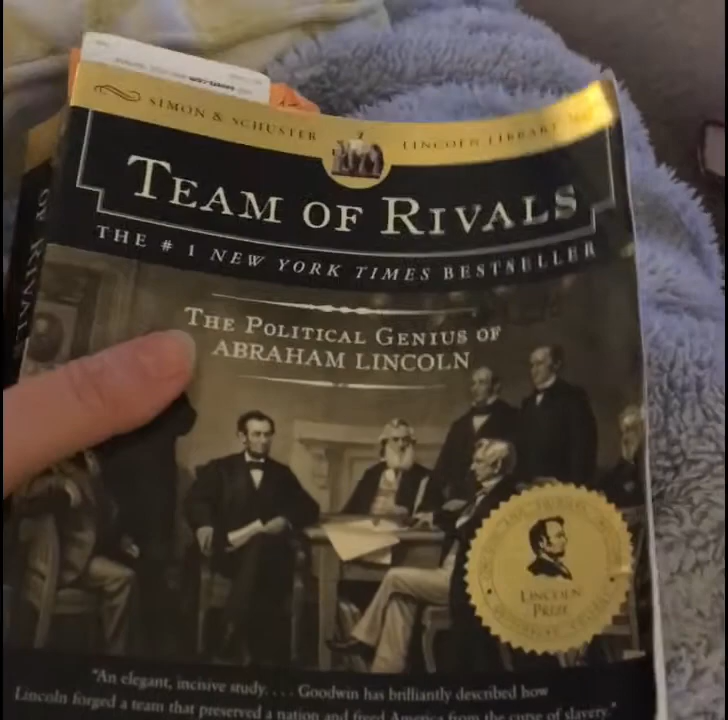 SIMON & SCHUSTER LINCOLN LIBRARY
TEAM OF RIVALS
THE #1 NEW YORK TIMES BESTSELLER
THE POLITICAL GENIUS OF
ABRAHAM LINCOLN
LINCOLN
PRIZE
"An elegant, incisive study. . . . Goodwin has brilliantly described how
Lincoln forged a team that preserved a nation and freed America from the curse of slavery."
OF RIVALS